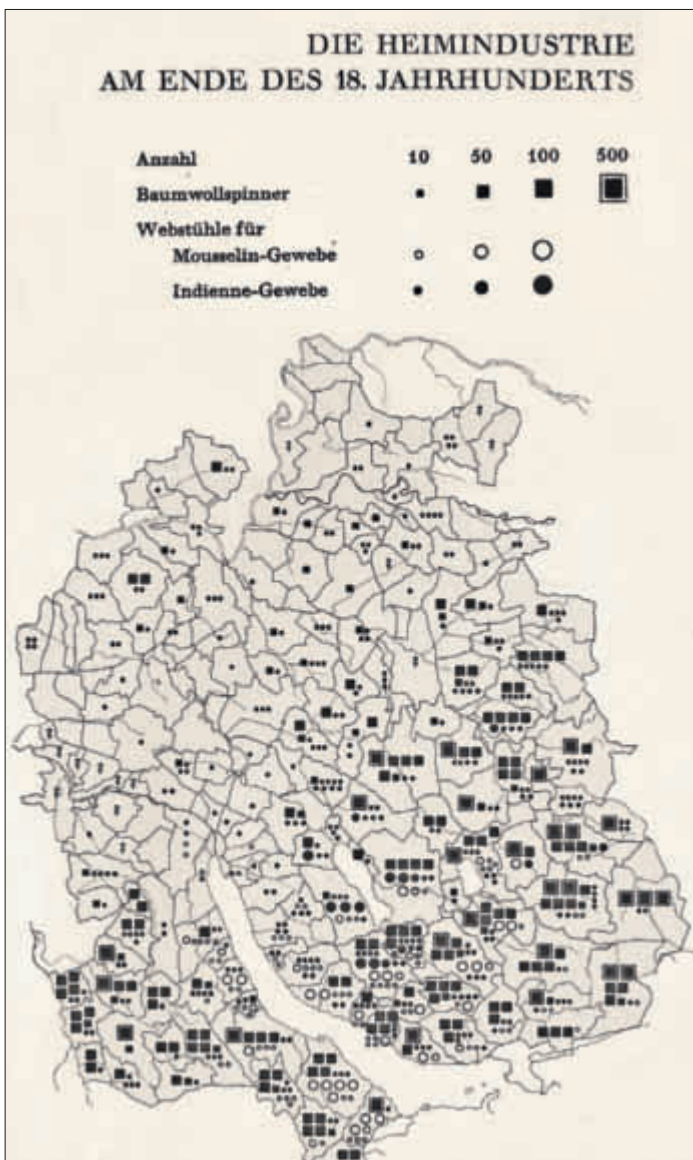 DIE HEIMINDUSTRIE
AM ENDE DES 18. JAHRHUNDERTS
Anzahl 10 50 100 500
Baumwollspinner
Webstühle für
Mousselin-Gewebe
Indienne-Gewebe